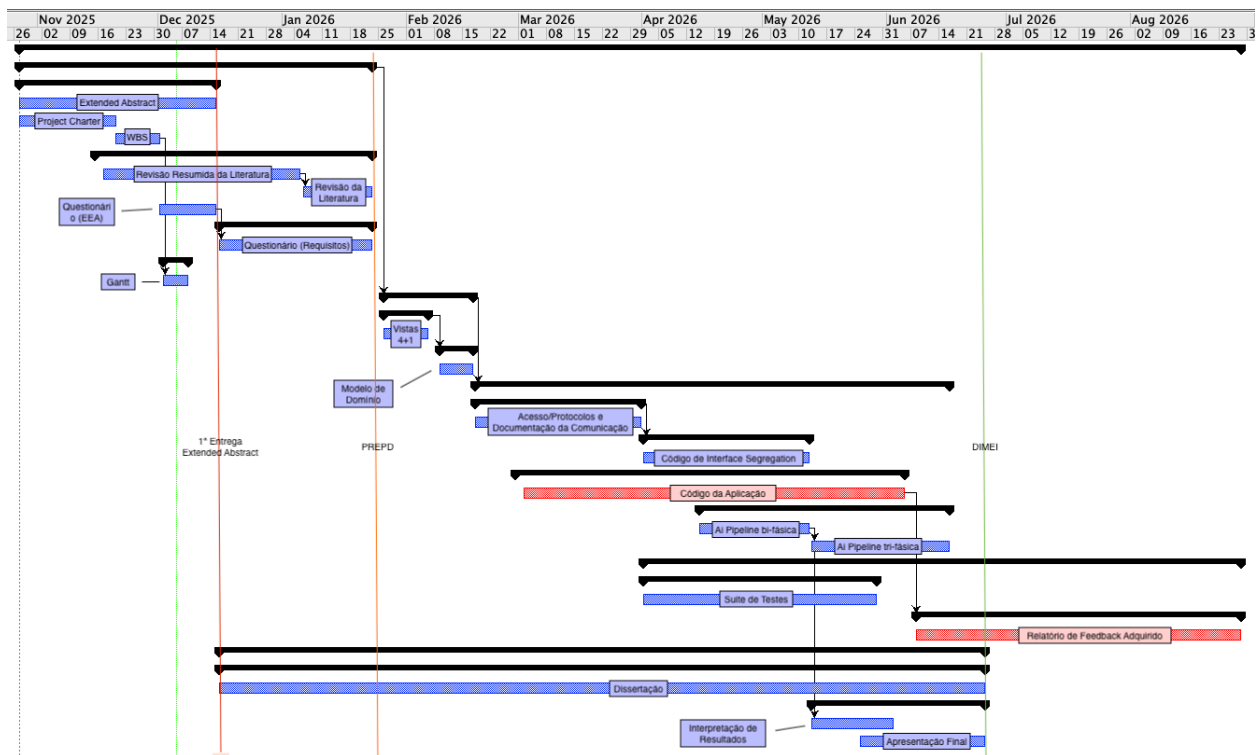 Nov 2025 Dec 2025 Jan 2026 Feb 2026 Mar 2026 Apr 2026 May 2026 Jun 2026 Jul 2026 Aug 2026
26 02 09 16 23 30 07 14 21 28 04 11 18 25 01 08 15 22 01 08 15 22 29 05 12 19 26 03 10 17 24 31 07 14 21 28 05 12 19 26 02 09 16 23 3
Extended Abstract
Project Charter
WBS
Revisão Resumida da Literatura
Revisão da
Literatura
Questionári
o (EEA)
Questionário (Requisitos)
Gantt
Vistas
4+1
Modelo de
Domínio
Acesso/Protocolos e
Documentação da Comunicação
1ª Entrega
Extended Abstract
PREPD
DIMEI
Código de Interface Segregation
Código da Aplicação
Ai Pipeline bi-fásica
Ai Pipeline tri-fásica
Suite de Testes
Relatório de Feedback Adquirido
Dissertação
Interpretação de
Resultados
Apresentação Final